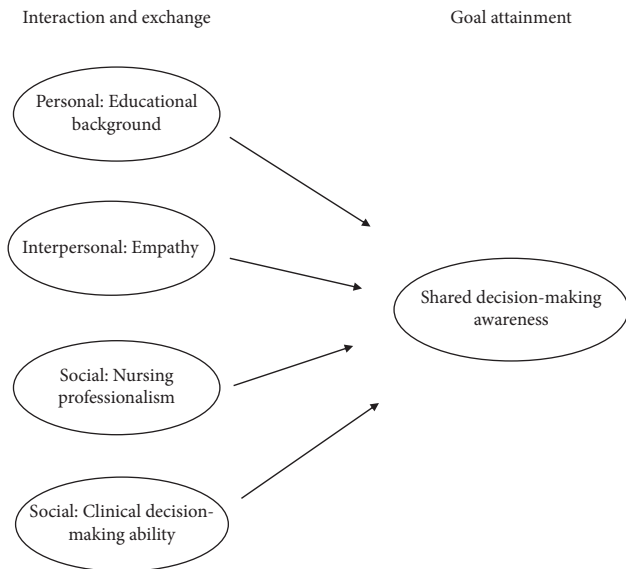 Interaction and exchange
Goal attainment
Personal: Educational
background
Interpersonal: Empathy
Shared decision-making
awareness
Social: Nursing
professionalism
Social: Clinical decision-
making ability